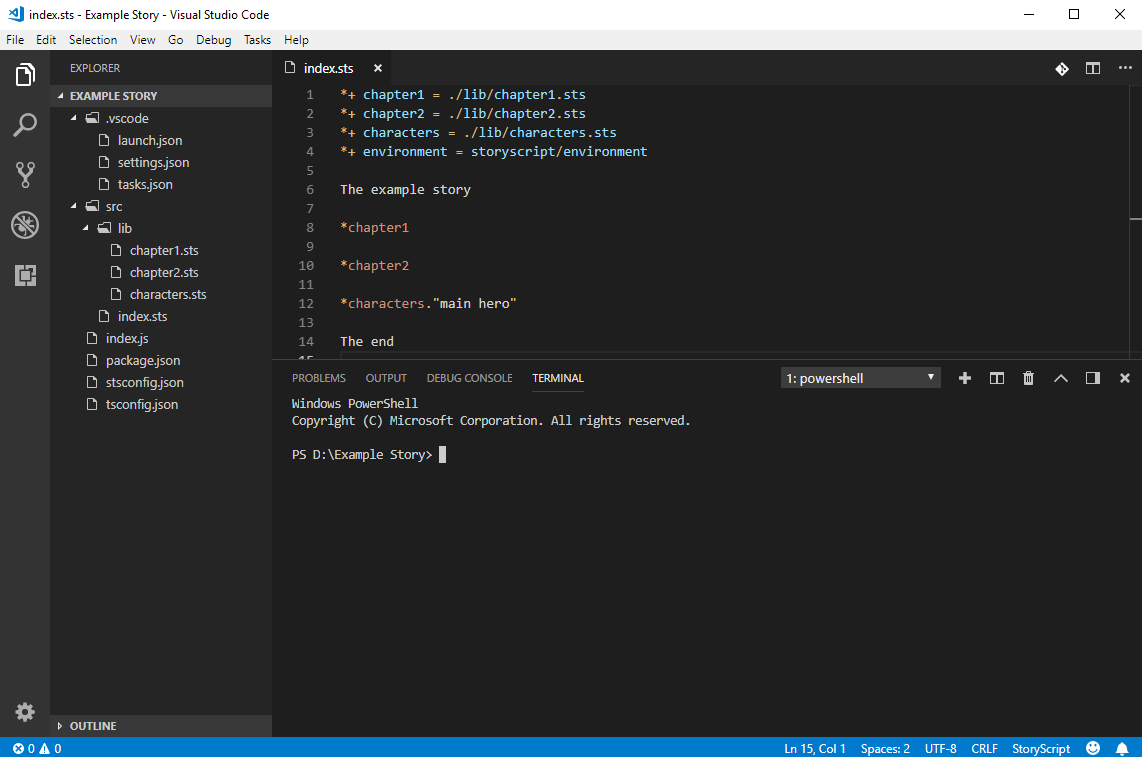 index.sts - Example Story - Visual Studio Code
File Edit Selection View Go Debug Tasks Help
EXPLORER
EXAMPLE STORY
.vscode
launch.json
settings.json
tasks.json
src
lib
chapter1.sts
chapter2.sts
characters.sts
index.sts
index.js
package.json
stsconfig.json
tsconfig.json
OUTLINE
index.sts
1 *+ chapter1 = ./lib/chapter1.sts
2 *+ chapter2 = ./lib/chapter2.sts
3 *+ characters = ./lib/characters.sts
4 *+ environment = storyscript/environment
5
6 The example story
7
8 *chapter1
9
10 *chapter2
11
12 *characters."main hero"
13
14 The end
15
PROBLEMS OUTPUT DEBUG CONSOLE TERMINAL 1: powershell
Windows PowerShell
Copyright (C) Microsoft Corporation. All rights reserved.
PS D:\Example Story>
0 0 Ln 15, Col 1 Spaces: 2 UTF-8 CRLF StoryScript